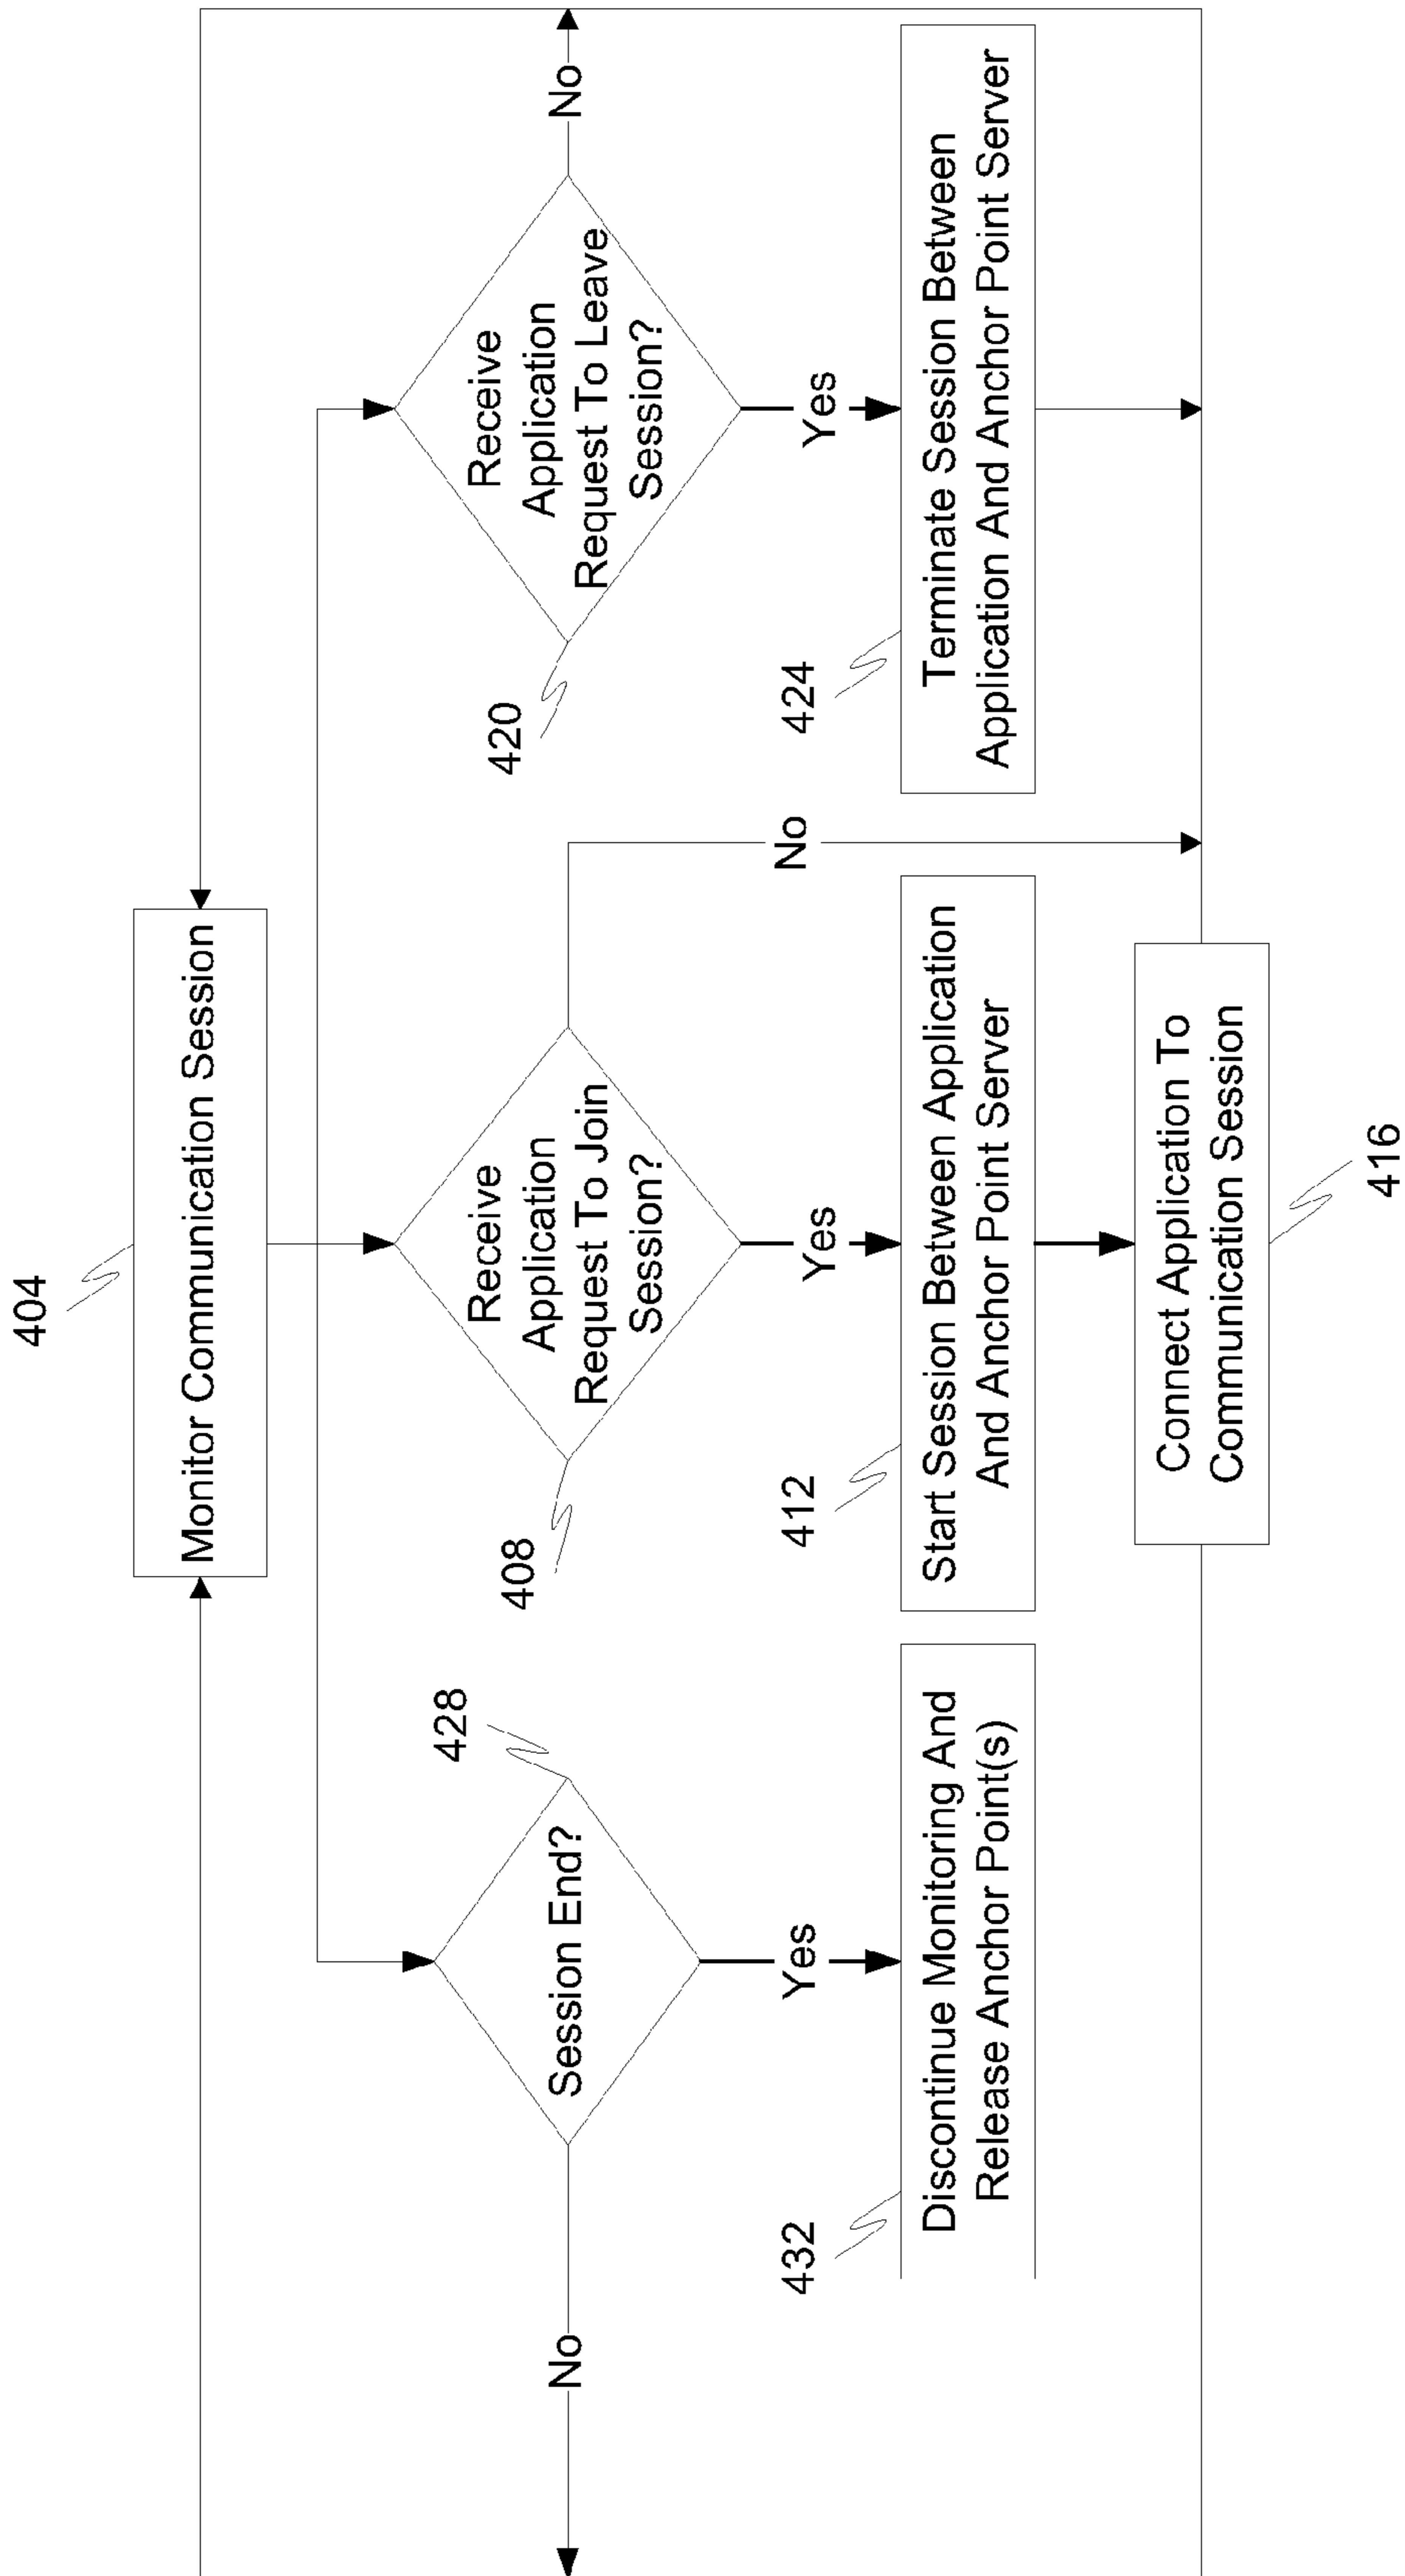 404
Monitor Communication Session
428
Session End?
No
Yes
432
Discontinue Monitoring And
Release Anchor Point(s)
408
Receive
Application
Request To Join
Session?
No
Yes
412
Start Session Between Application
And Anchor Point Server
Connect Application To
Communication Session
416
420
Receive
Application
Request To Leave
Session?
No
Yes
424
Terminate Session Between
Application And Anchor Point Server